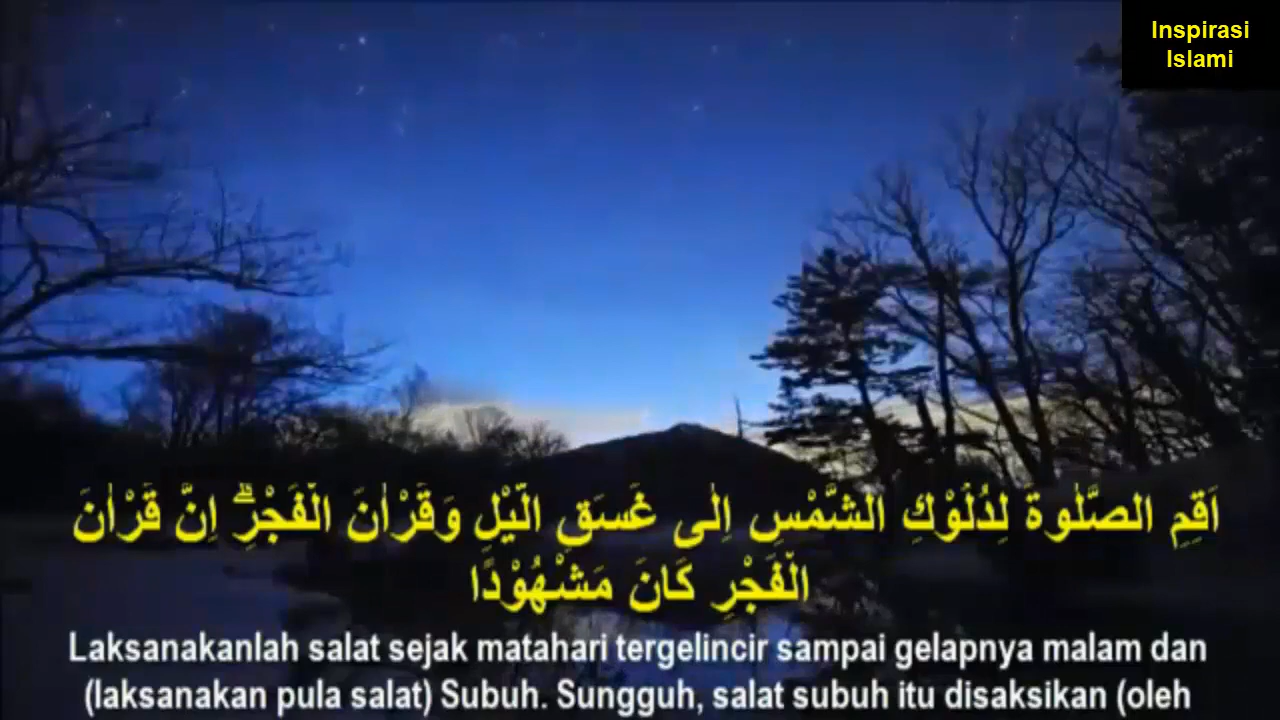 Inspirasi
Islami
اَقِمِ الصَّلٰوةَ لِدُلُوْكِ الشَّمْسِ اِلٰى غَسَقِ الَّيْلِ وَقُرْاٰنَ الْفَجْرِۗ اِنَّ قُرْاٰنَ
الْفَجْرِ كَانَ مَشْهُوْدًا
Laksanakanlah salat sejak matahari tergelincir sampai gelapnya malam dan
(laksanakan pula salat) Subuh. Sungguh, salat subuh itu disaksikan (oleh